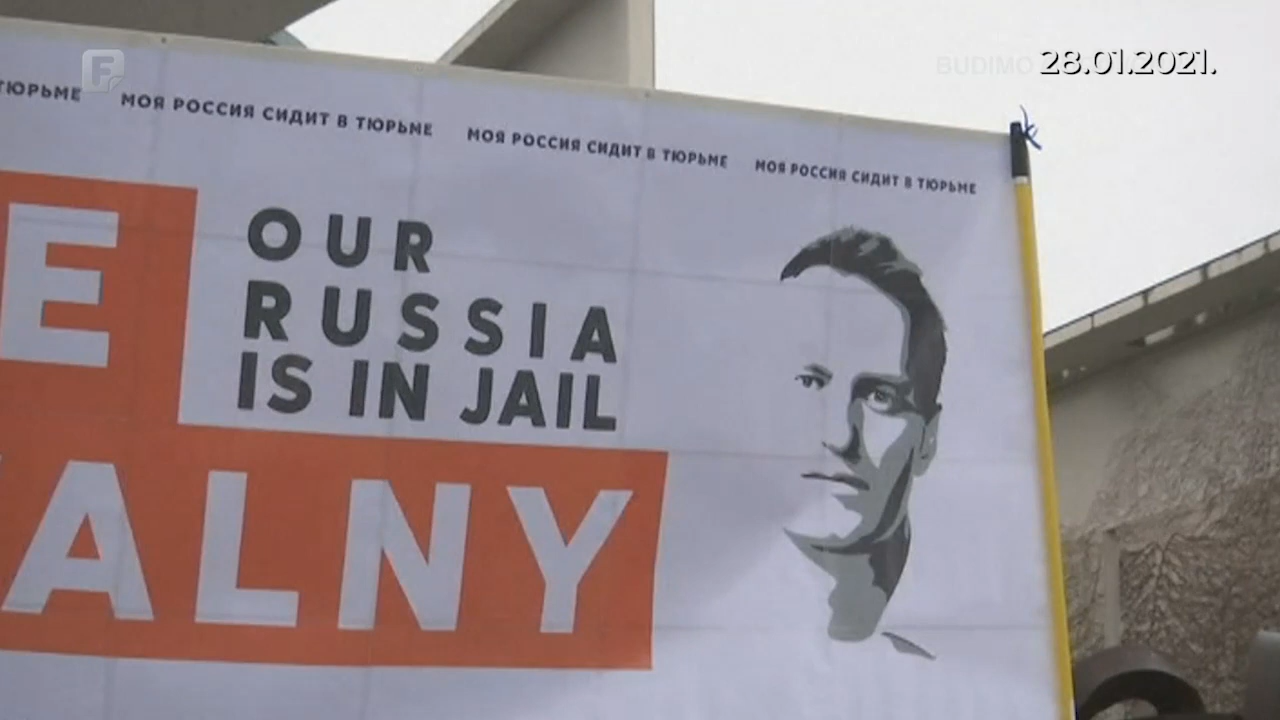 F
BUDIMO
28.01.2021.
ТЮРЬМЕ МОЯ РОССИЯ СИДИТ В ТЮРЬМЕ МОЯ РОССИЯ СИДИТ В ТЮРЬМЕ МОЯ РОССИЯ СИДИТ В ТЮРЬМЕ
E
OUR
RUSSIA
IS IN JAIL
ALNY